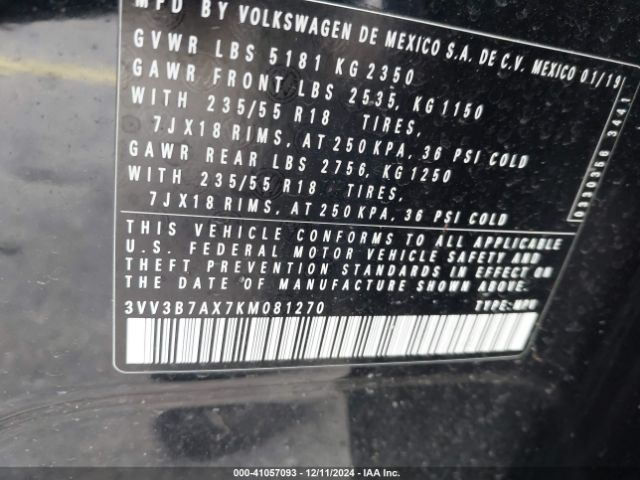 MFD BY VOLKSWAGEN DE MEXICO S.A. DE C.V. MEXICO 01/19
GVWR LBS 5181 KG 2350
GAWR FRONT LBS 2535, KG 1150
WITH 235/55 R18 TIRES,
7JX18 RIMS, AT 250 KPA, 36 PSI COLD
GAWR REAR LBS 2756, KG 1250
WITH 235/55 R18 TIRES,
7JX18 RIMS, AT 250 KPA, 36 PSI COLD
THIS VEHICLE CONFORMS TO ALL APPLICABLE
U.S. FEDERAL MOTOR VEHICLE SAFETY AND
THEFT PREVENTION STANDARDS IN EFFECT ON
THE DATE OF MANUFACTURE SHOWN ABOVE.
3VV3B7AX7KM081270 TYPE: MPV
0330356 3441
000-41057093 - 12/11/2024 - IAA Inc.